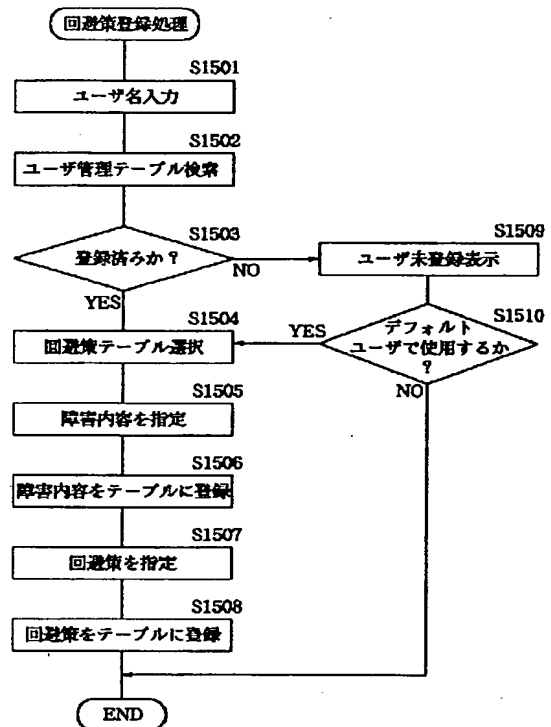 回避策登録処理
S1501
ユーザ名入力
S1502
ユーザ管理テーブル検索
S1503
登録済みか？
NO
YES
S1504
回避策テーブル選択
S1505
障害内容を指定
S1506
障害内容をテーブルに登録
S1507
回避策を指定
S1508
回避策をテーブルに登録
END
S1509
ユーザ未登録表示
S1510
デフォルト
ユーザで使用するか
？
YES
NO